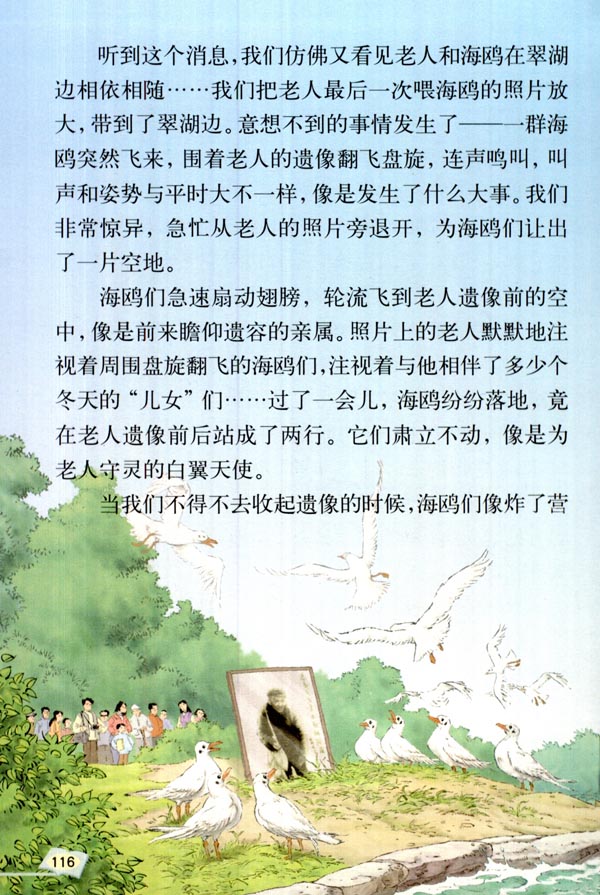 听到这个消息，我们仿佛又看见老人和海鸥在翠湖
边相依相随……我们把老人最后一次喂海鸥的照片放
大，带到了翠湖边。意想不到的事情发生了——一群海
鸥突然飞来，围着老人的遗像翻飞盘旋，连声鸣叫，叫
声和姿势与平时大不一样，像是发生了什么大事。我们
非常惊异，急忙从老人的照片旁退开，为海鸥们让出
了一片空地。
海鸥们急速扇动翅膀，轮流飞到老人遗像前的空
中，像是前来瞻仰遗容的亲属。照片上的老人默默地注
视着周围盘旋翻飞的海鸥们，注视着与他相伴了多少个
冬天的“儿女”们……过了一会儿，海鸥纷纷落地，竟
在老人遗像前后站成了两行。它们肃立不动，像是为
老人守灵的白翼天使。
当我们不得不去收起遗像的时候，海鸥们像炸了营
116